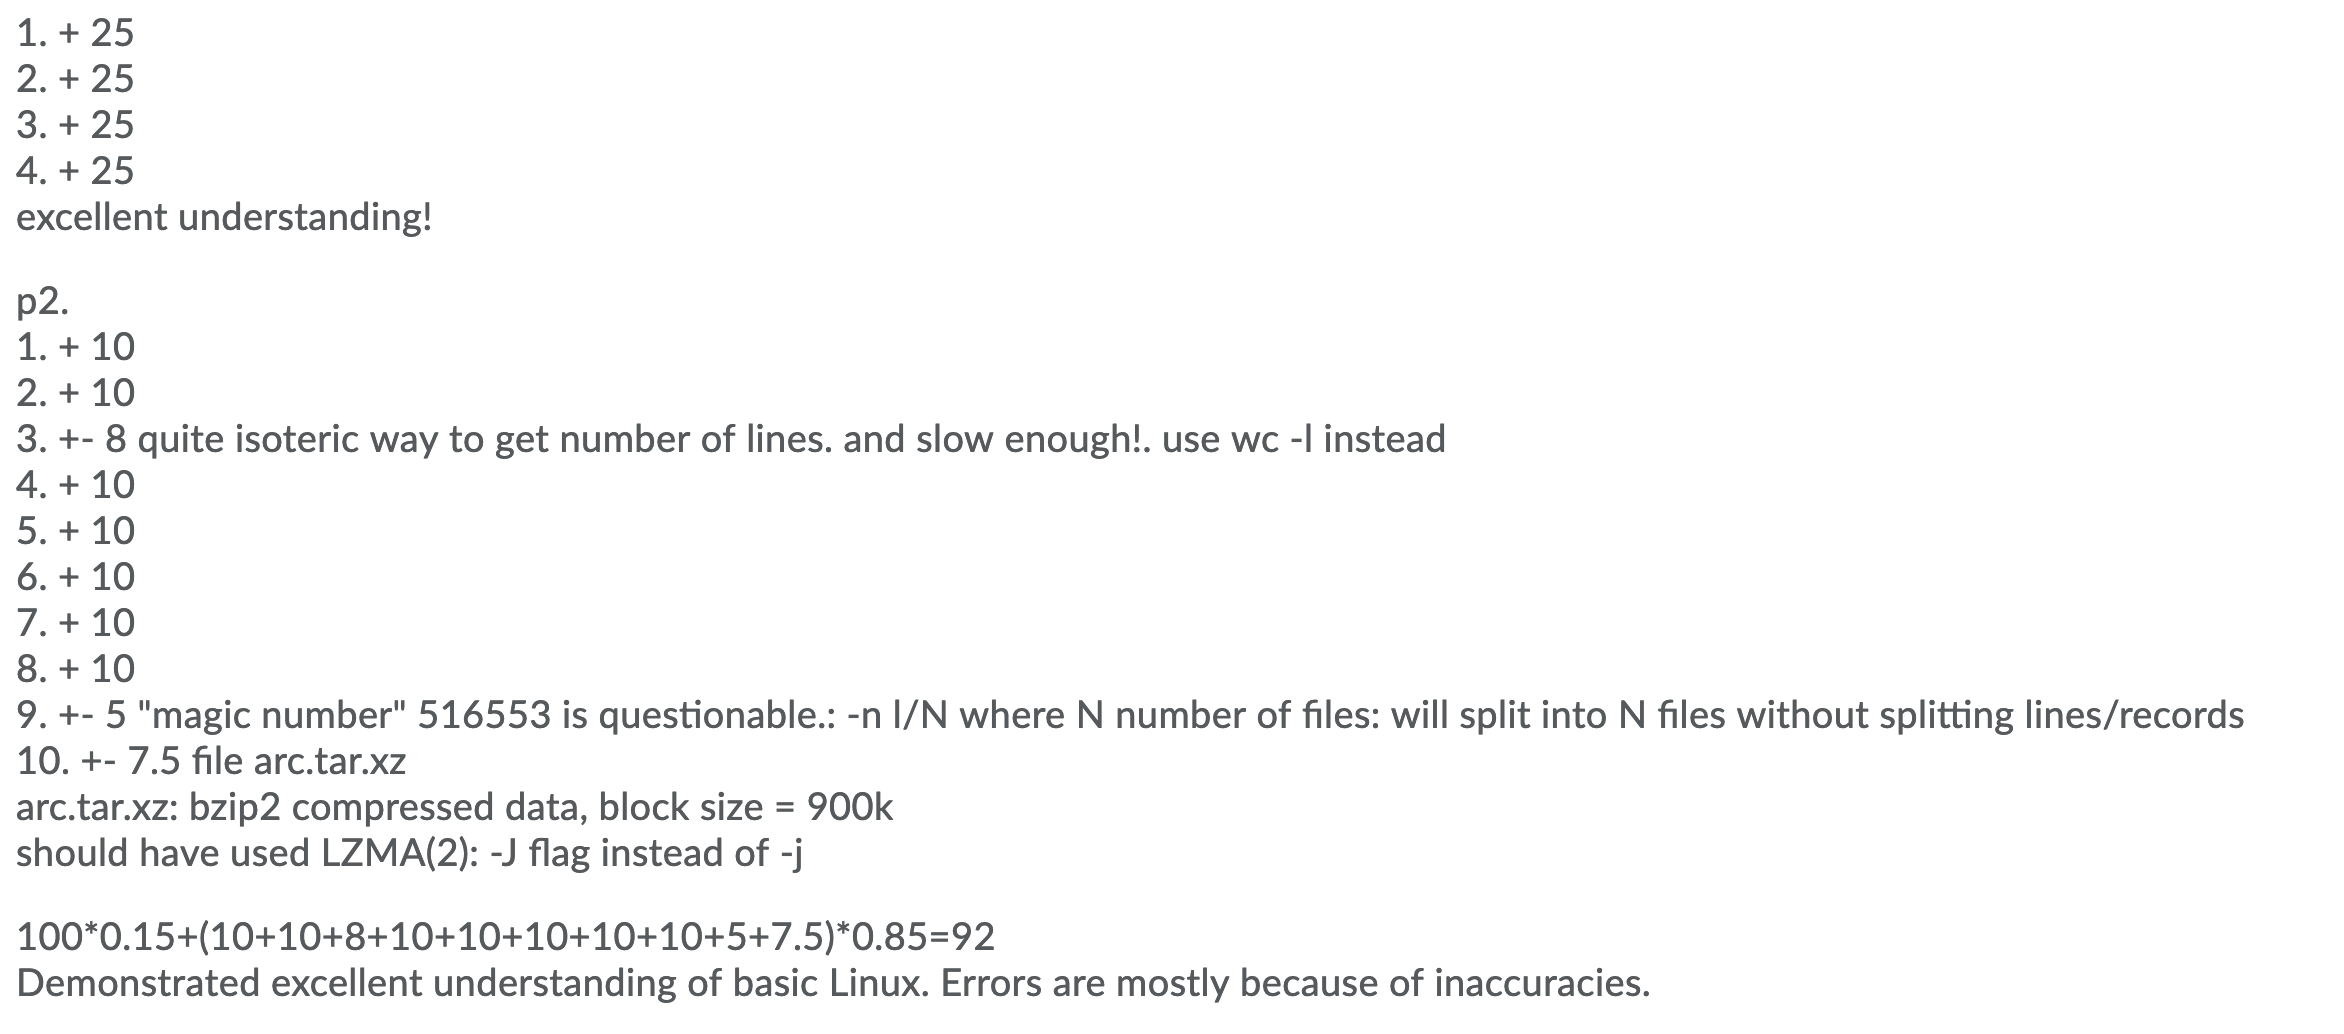 1. + 25
2. + 25
3. + 25
4. + 25
excellent understanding!
p2.
1. + 10
2. + 10
3. +- 8 quite isoteric way to get number of lines. and slow enough!. use wc -l instead
4. + 10
5. + 10
6. + 10
7. + 10
8. + 10
9. +- 5 "magic number" 516553 is questionable.: -n l/N where N number of files: will split into N files without splitting lines/records
10. +- 7.5 file arc.tar.xz
arc.tar.xz: bzip2 compressed data, block size = 900k
should have used LZMA(2): -J flag instead of -j
100*0.15+(10+10+8+10+10+10+10+10+5+7.5)*0.85=92
Demonstrated excellent understanding of basic Linux. Errors are mostly because of inaccuracies.